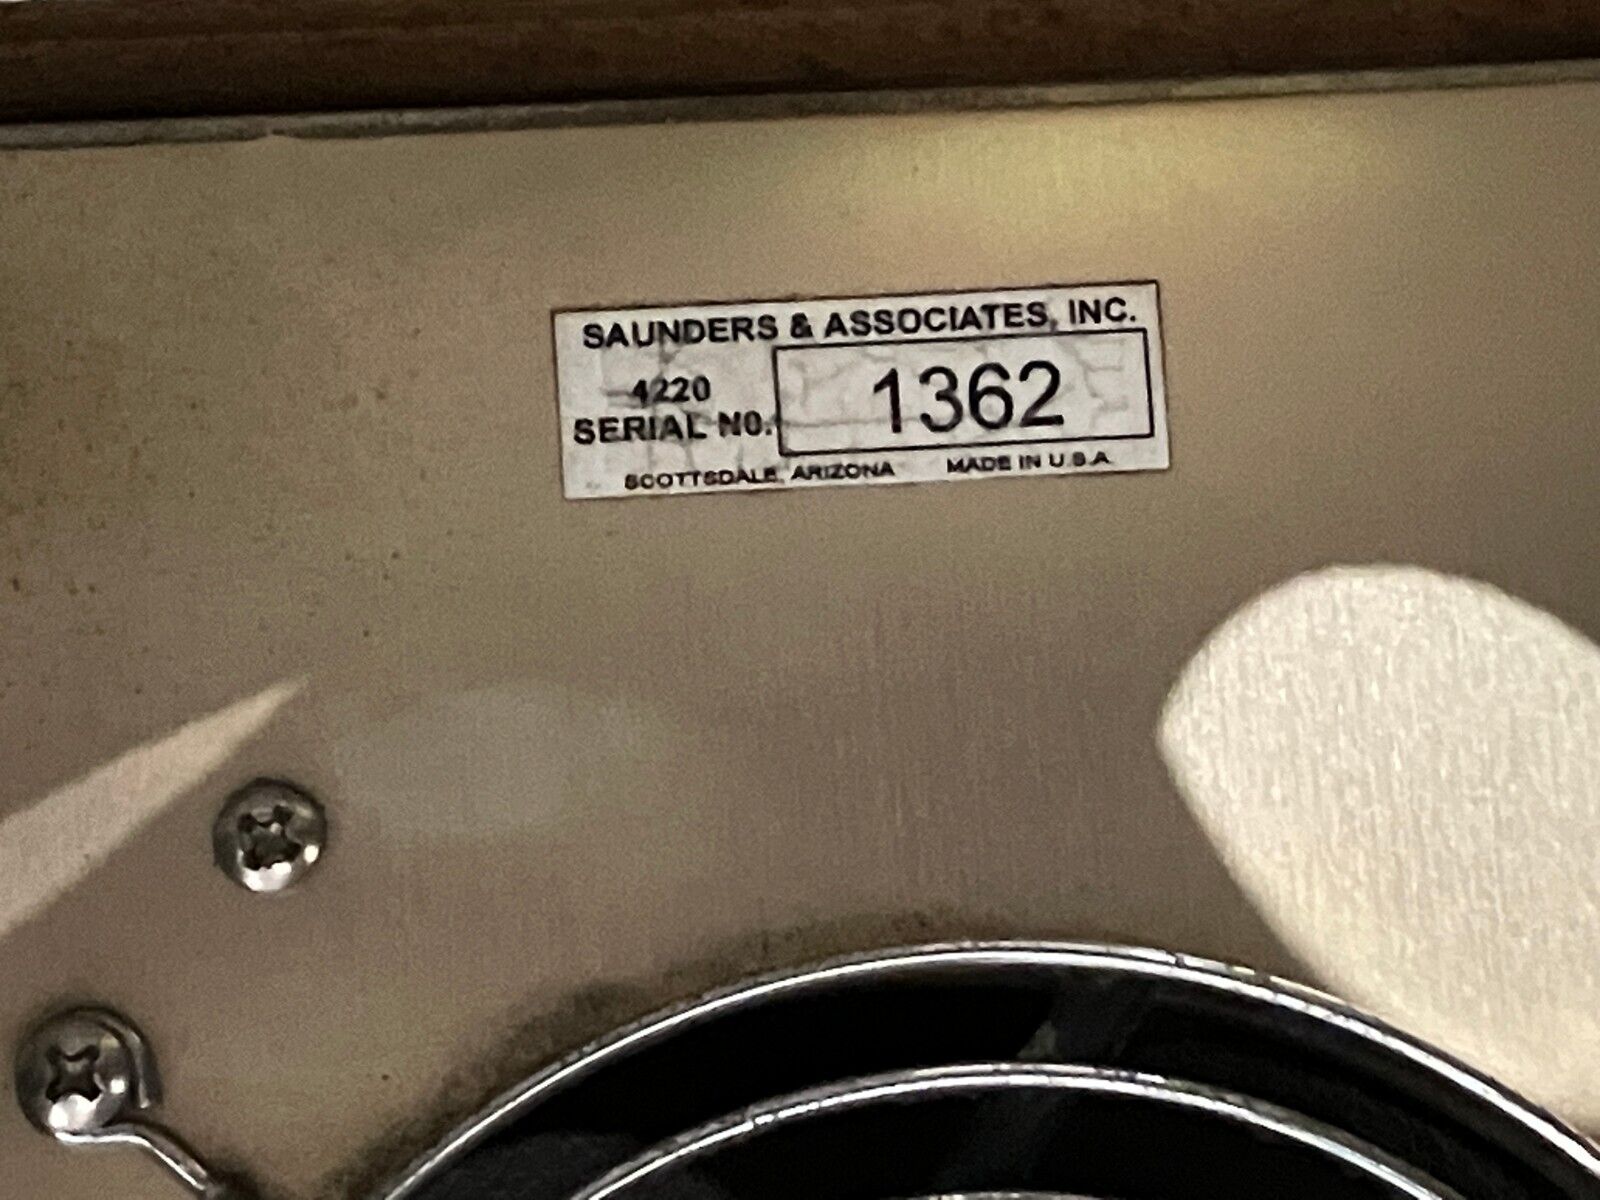 SAUNDERS & ASSOCIATES, INC.
4220
SERIAL NO. 1362
SCOTTSDALE, ARIZONA MADE IN U.S.A